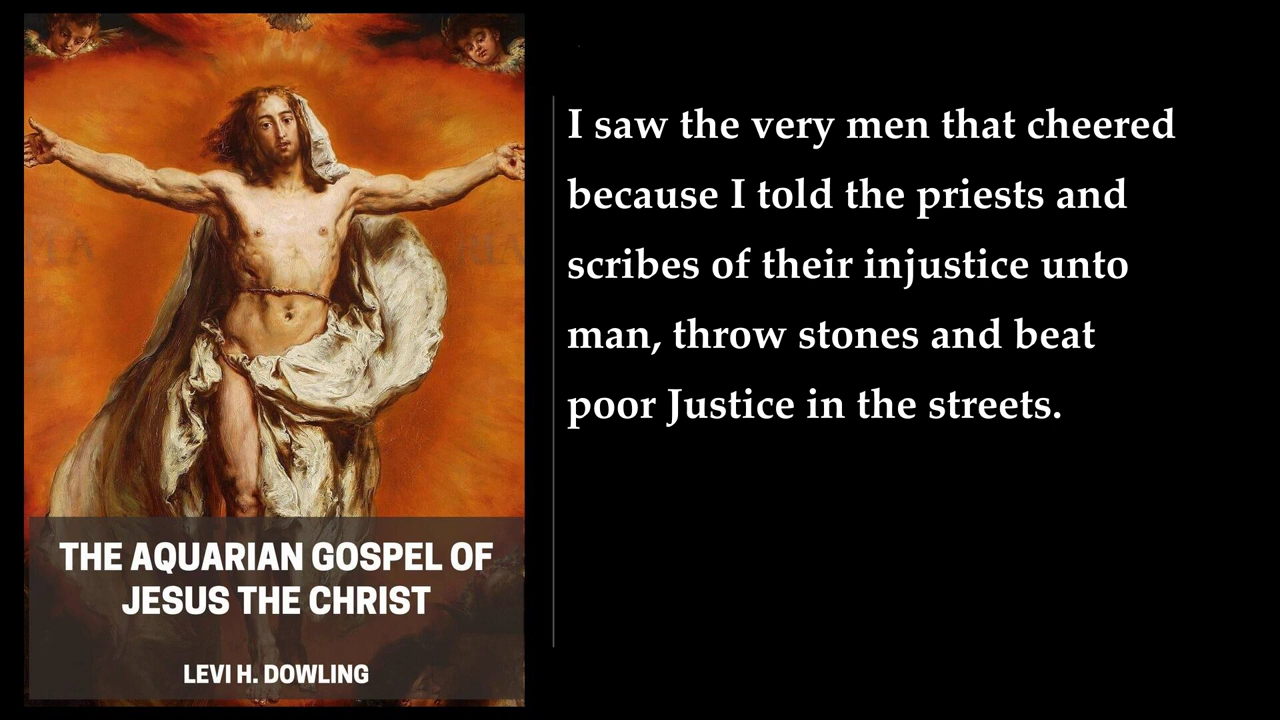 THE AQUARIAN GOSPEL OF
JESUS THE CHRIST
LEVI H. DOWLING
I saw the very men that cheered
because I told the priests and
scribes of their injustice unto
man, throw stones and beat
poor Justice in the streets.